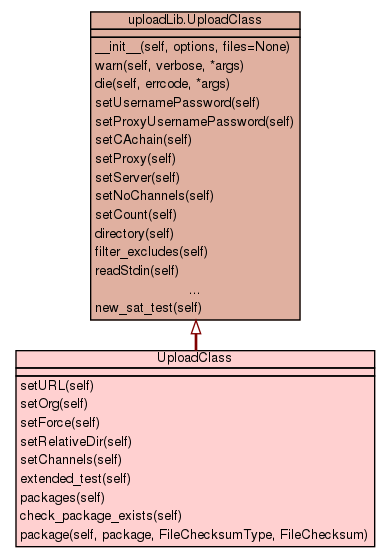 uploadLib.UploadClass
__init__(self, options, files=None)
warn(self, verbose, *args)
die(self, errcode, *args)
setUsernamePassword(self)
setProxyUsernamePassword(self)
setCAchain(self)
setProxy(self)
setServer(self)
setNoChannels(self)
setCount(self)
directory(self)
filter_excludes(self)
readStdin(self)
...
new_sat_test(self)
UploadClass
setURL(self)
setOrg(self)
setForce(self)
setRelativeDir(self)
setChannels(self)
extended_test(self)
packages(self)
check_package_exists(self)
package(self, package, FileChecksumType, FileChecksum)